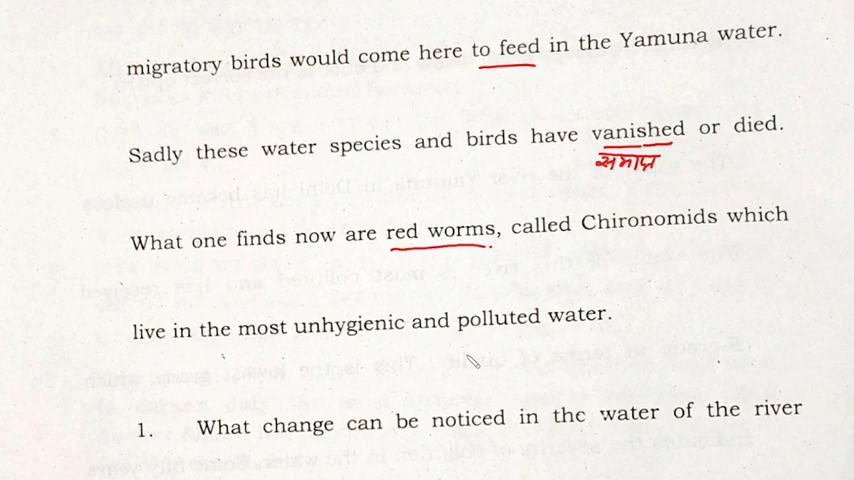 migratory birds would come here to feed in the Yamuna water.
Sadly these water species and birds have vanished or died.
समाप्त
What one finds now are red worms, called Chironomids which
live in the most unhygienic and polluted water.
1. What change can be noticed in the water of the river